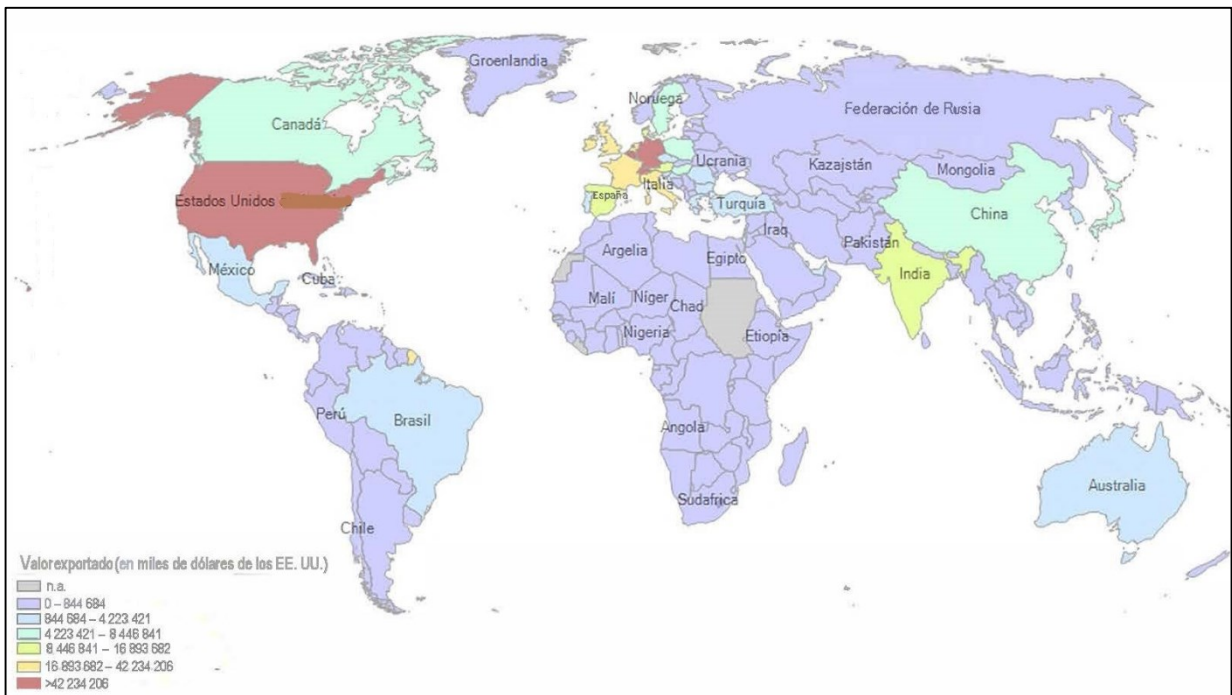 Groenlandia
Noruega
Federación de Rusia
Canadá
Ucrania
Kazajstán
Mongolia
Italia
España
Estados Unidos
Turquía
China
Iraq
Pakistán
Argelia
Egipto
México
India
Cuba
Malí
Níger
Chad
Nigeria
Etiopía
Perú
Brasil
Angola
Australia
Sudafrica
Chile
Valorexportado(en miles de dólares de los EE. UU.)
n.a.
0 – 844 684
844 684 – 4 223 421
4 223 421 – 8 446 841
8 446 841 – 16 893 682
16 893 682 – 42 234 206
>42 234 206